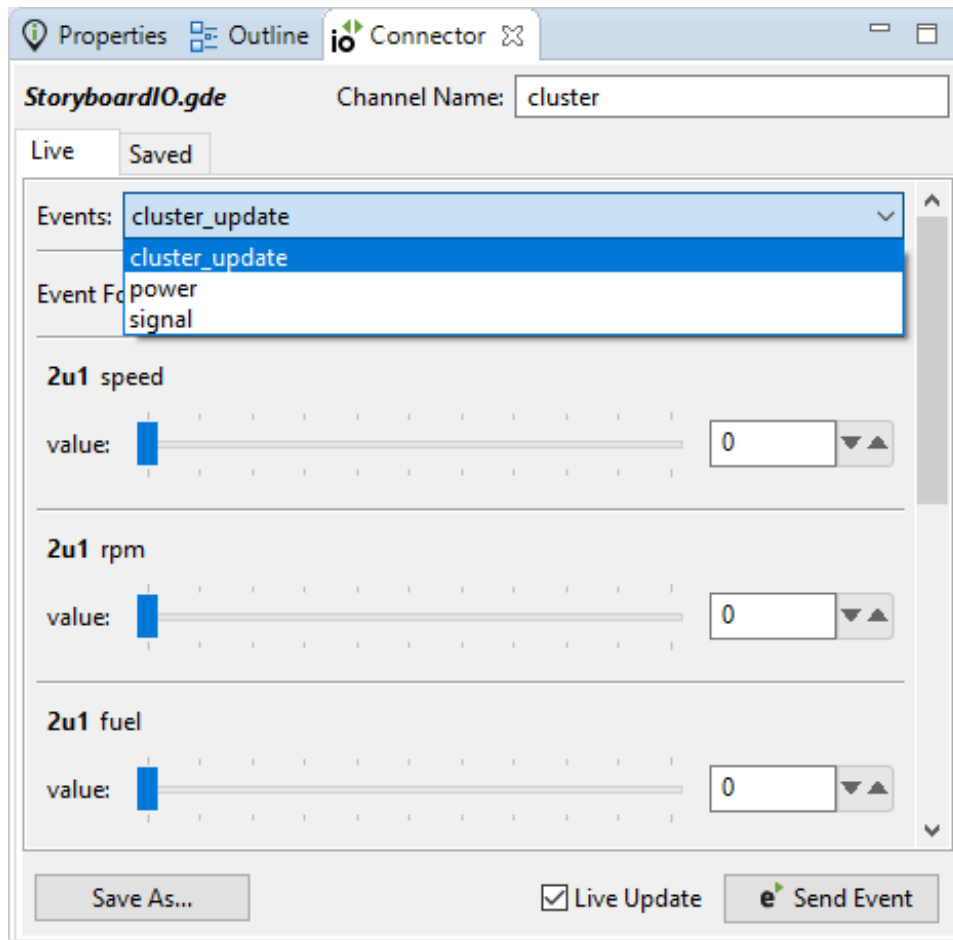 Properties Outline io Connector
StoryboardIO.gde Channel Name: cluster
Live Saved
Events: cluster_update
cluster_update
Event Fo power
signal
2u1 speed
value: 0
2u1 rpm
value: 0
2u1 fuel
value: 0
Save As... Live Update e Send Event